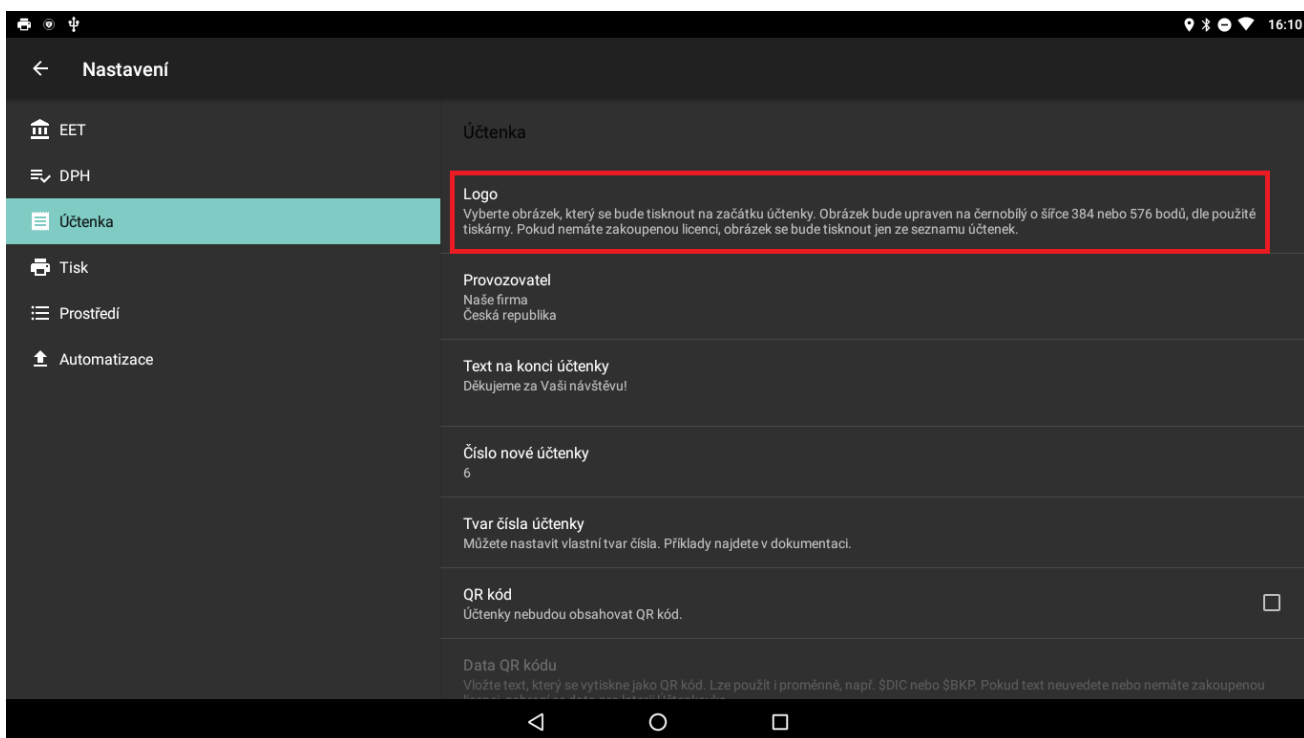 16:10
Nastavení
EET
DPH
Účtenka
Tisk
Prostředí
Automatizace
Účtenka
Logo
Vyberte obrázek, který se bude tisknout na začátku účtenky. Obrázek bude upraven na černobílý o šířce 384 nebo 576 bodů, dle použité
tiskárny. Pokud nemáte zakoupenou licenci, obrázek se bude tisknout jen ze seznamu účtenek.
Provozovatel
Naše firma
Česká republika
Text na konci účtenky
Děkujeme za Vaši návštěvu!
Číslo nové účtenky
6
Tvar čísla účtenky
Můžete nastavit vlastní tvar čísla. Příklady najdete v dokumentaci.
QR kód
Účtenky nebudou obsahovat QR kód.
Data QR kódu
Vložte text, který se vytiskne jako QR kód. Lze použít i proměnné, např. $DIC nebo $BKP. Pokud text neuvedete nebo nemáte zakoupenou